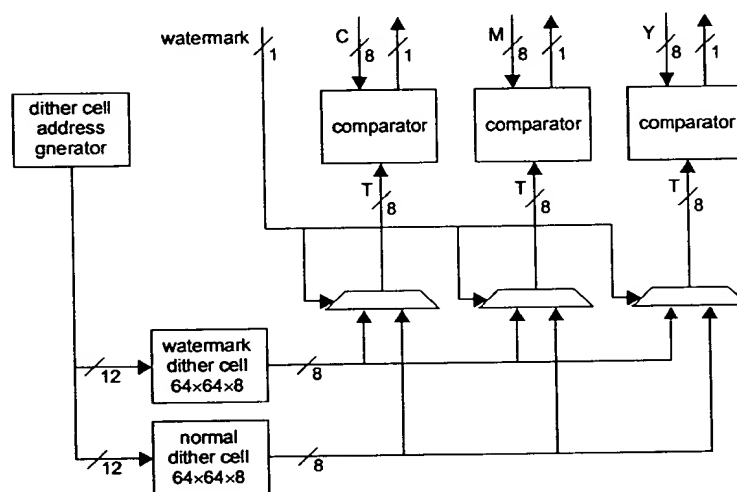 watermark 1 C 8 1 M 8 1 Y 8 1
dither cell
address
gnerator
comparator comparator comparator
T 8 T 8 T 8
watermark
dither cell
64×64×8
12 8
normal
dither cell
64×64×8
12 8